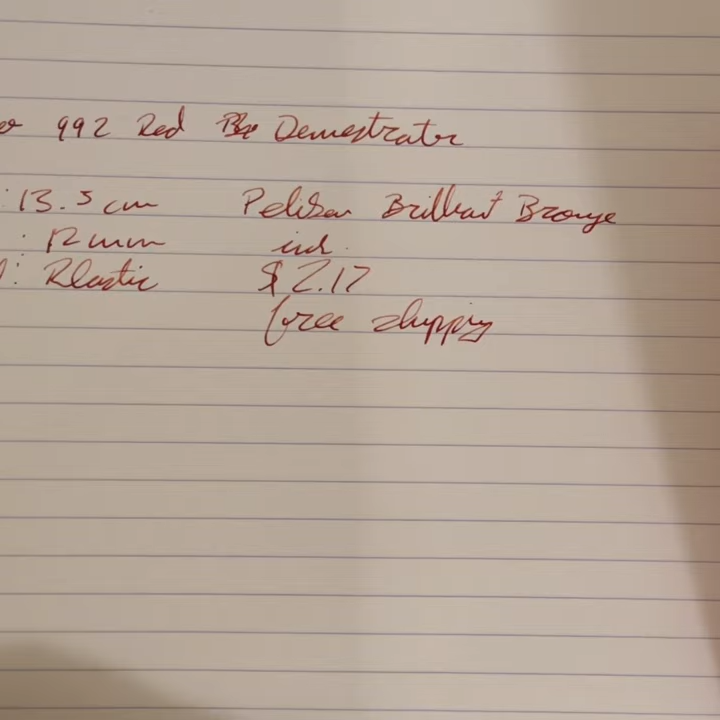 992 Red Demonstrator
: 13.5 cm Pelikan Brilliant Bronze
: 12 mm ink
: Plastic $ 2.17
free shipping